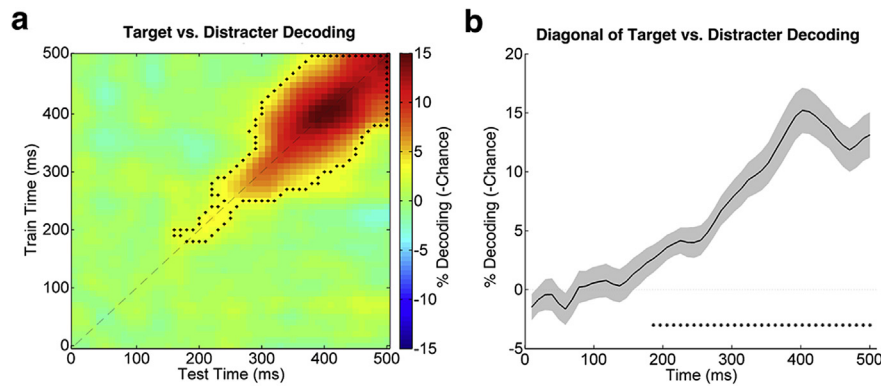 a
Target vs. Distracter Decoding
500
400
300
200
100
0
Train Time (ms)
0 100 200 300 400 500
Test Time (ms)
15
10
5
0
-5
-10
-15
% Decoding (-Chance)
b
Diagonal of Target vs. Distracter Decoding
20
15
10
5
0
-5
% Decoding (-Chance)
0 100 200 300 400 500
Time (ms)